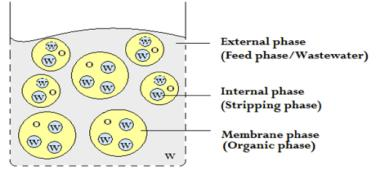 External phase
(Feed phase/Wastewater)
Internal phase
(Stripping phase)
Membrane phase
(Organic phase)
W
O
W
W
O
O
W
W
W
W
O
W
W
O
W
O
W
W
W
O
W
W
W
W